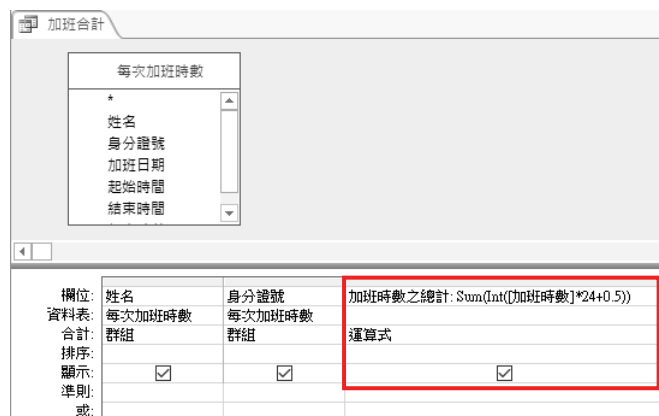 加班合計
每次加班時數
*
姓名
身分證號
加班日期
起始時間
結束時間
欄位: 姓名 身分證號 加班時數之總計: Sum(Int([加班時數]*24+0.5))
資料表: 每次加班時數 每次加班時數
合計: 群組 群組 運算式
排序:
顯示:
準則:
或: